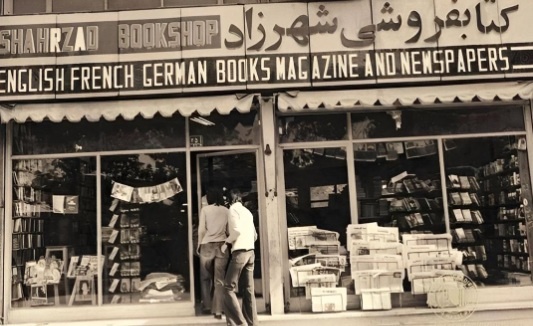 SHAHRZAD BOOKSHOP کتابفروشی شهرزاد
ENGLISH FRENCH GERMAN BOOKS MAGAZINE AND NEWSPAPERS